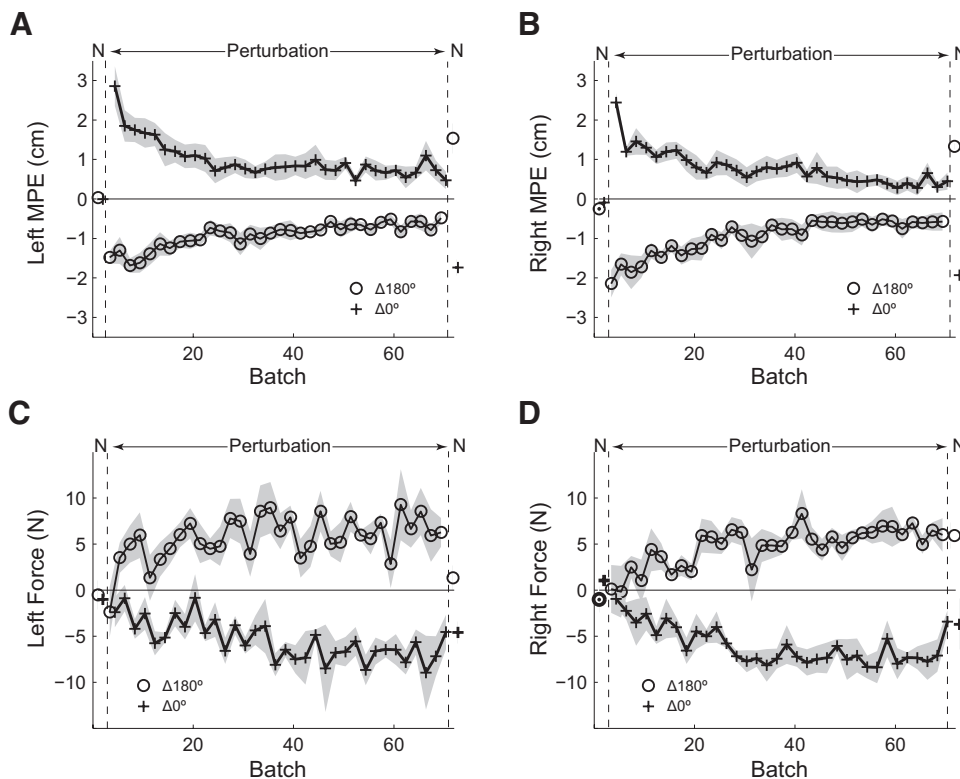 A
N Perturbation N
3
2
1
0
−1
−2
−3
Left MPE (cm)
Δ180º
Δ0º
20 40 60
Batch
B
N Perturbation N
3
2
1
0
−1
−2
−3
Right MPE (cm)
Δ180º
Δ0º
20 40 60
Batch
C
N Perturbation N
10
5
0
−5
−10
Left Force (N)
Δ180º
Δ0º
20 40 60
Batch
D
N Perturbation N
10
5
0
−5
−10
Right Force (N)
Δ180º
Δ0º
20 40 60
Batch